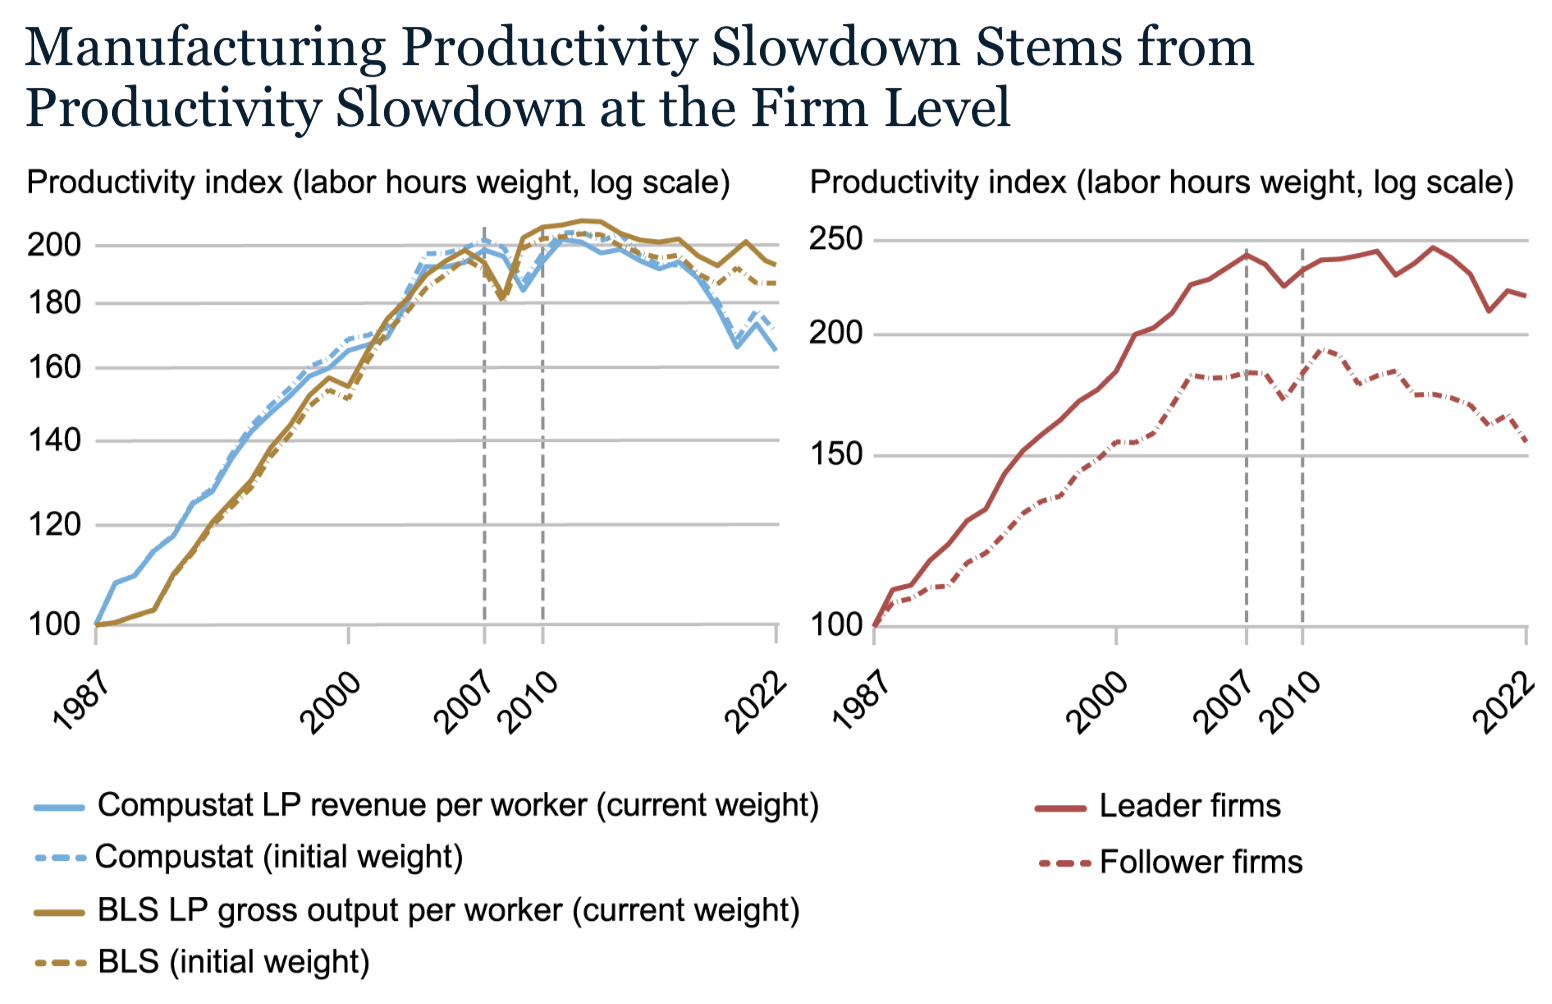 Manufacturing Productivity Slowdown Stems from
Productivity Slowdown at the Firm Level
Productivity index (labor hours weight, log scale)
200
180
160
140
120
100
1987
2000
2007
2010
2022
Productivity index (labor hours weight, log scale)
250
200
150
100
1987
2000
2007
2010
2022
Compustat LP revenue per worker (current weight)
Compustat (initial weight)
BLS LP gross output per worker (current weight)
BLS (initial weight)
Leader firms
Follower firms